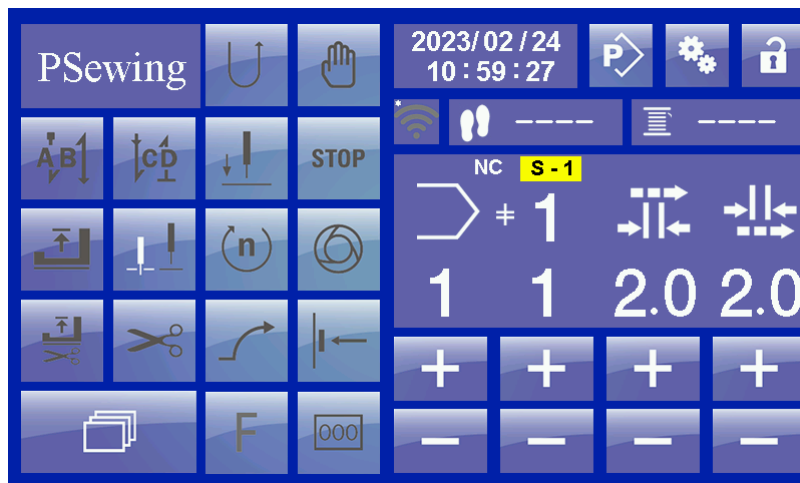 PSewing
2023/02/24
10:59:27
P
* ---- ----
A B
C D
STOP
NC S-1
1
n
1 1 2.0 2.0
+ + + +
F
000
- - - -